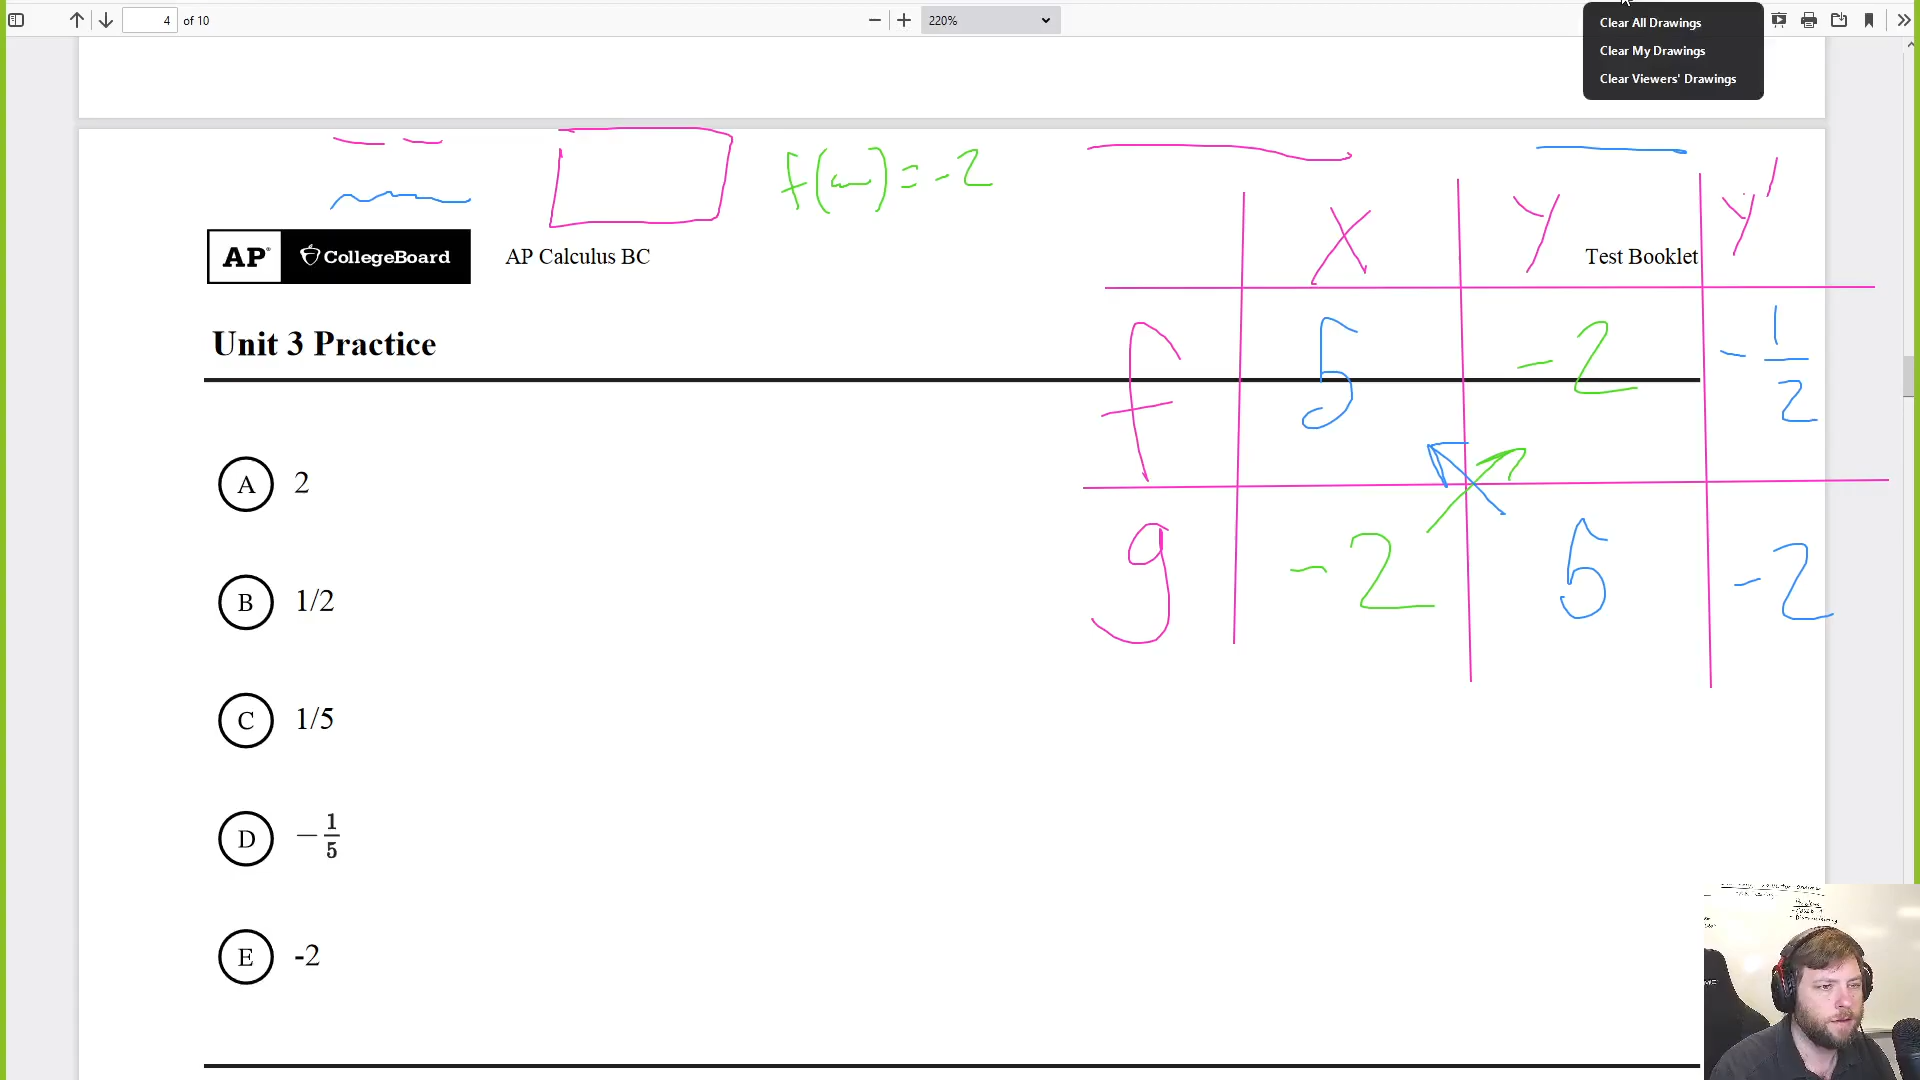 4 of 10
220%
Clear All Drawings
Clear My Drawings
Clear Viewers' Drawings
f( ) = -2
AP CollegeBoard
AP Calculus BC
Test Booklet
Unit 3 Practice
x y y'
f 5 -2 -1/2
g -2 5 -2
A 2
B 1/2
C 1/5
D -1/5
E -2